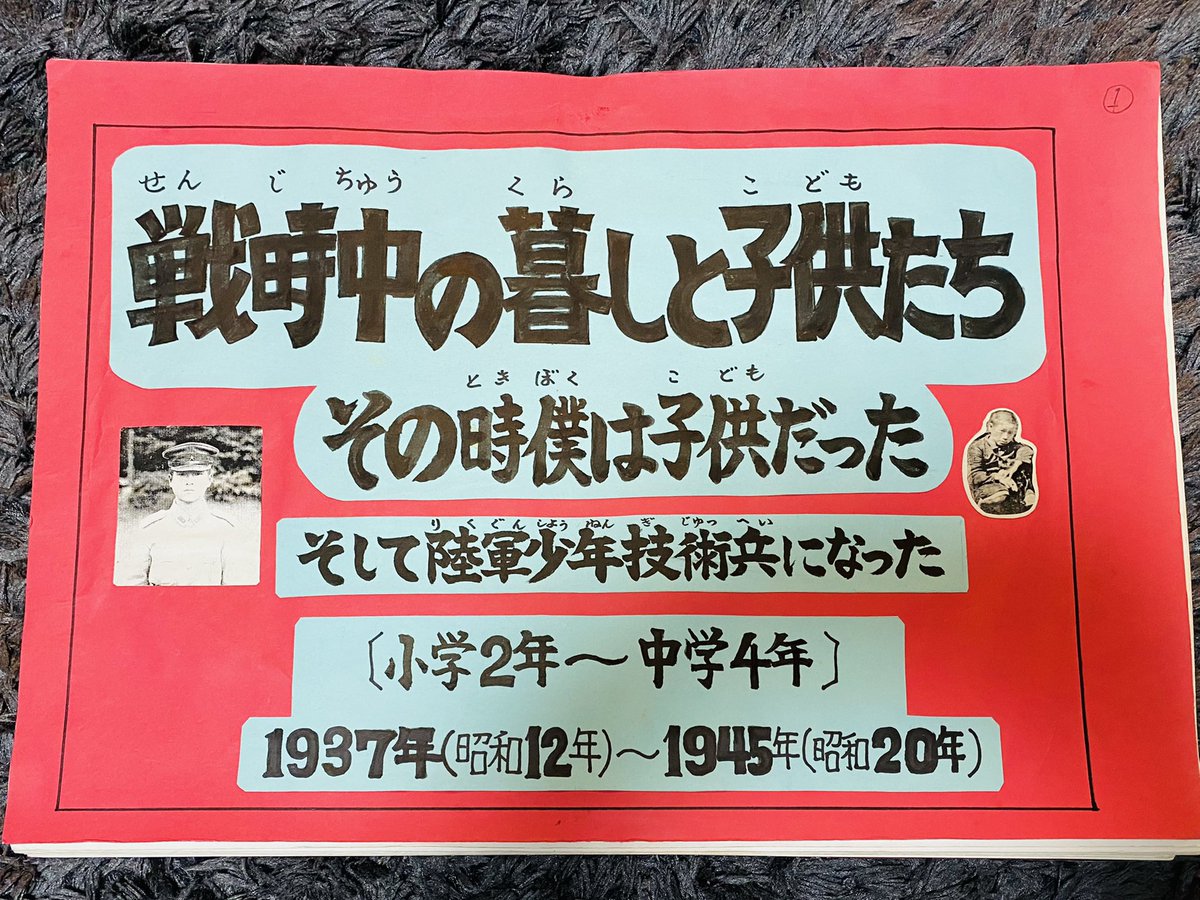 ①
せんじちゅう くら こども
戦時中の暮しと子供たち
ときぼく こども
その時僕は子供だった
りくぐんしょうねんぎじゅつへい
そして陸軍少年技術兵になった
〔小学2年～中学4年〕
1937年(昭和12年)～1945年(昭和20年)